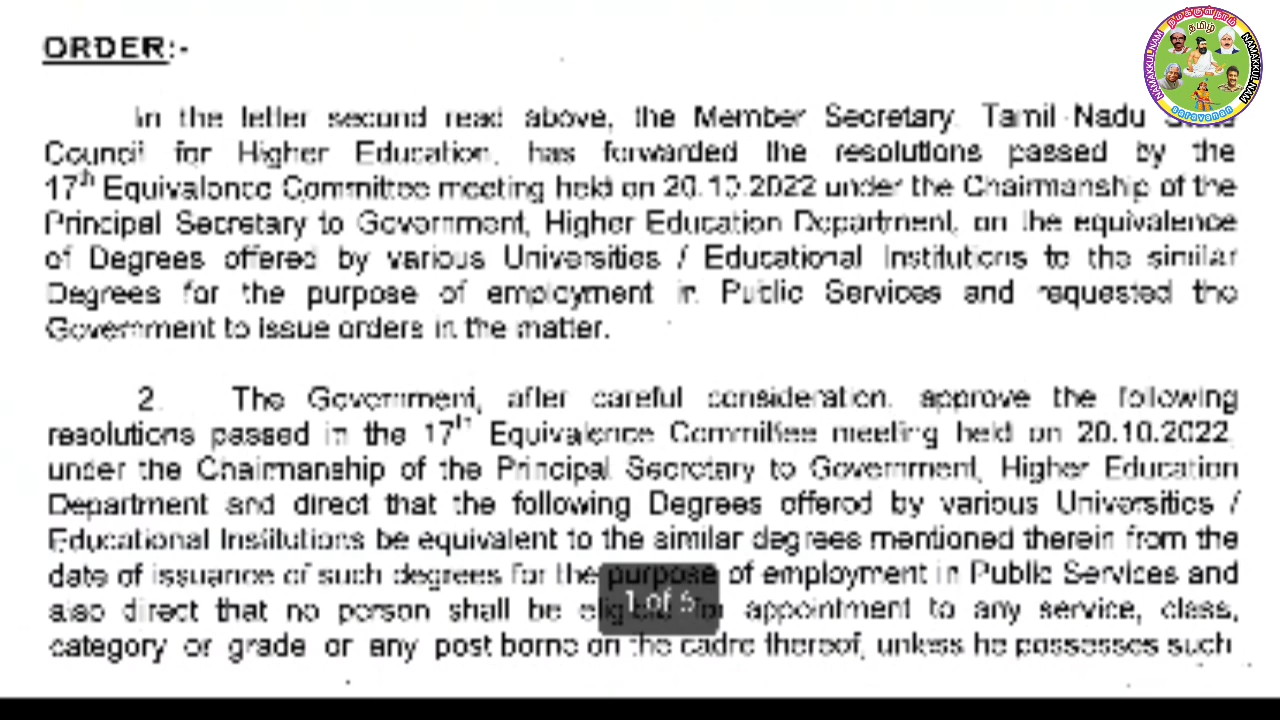 ORDER:-
In the letter second read above, the Member Secretary, Tamil Nadu State
Council for Higher Education, has forwarded the resolutions passed by the
17th Equivalence Committee meeting held on 20.10.2022 under the Chairmanship of the
Principal Secretary to Government, Higher Education Department, on the equivalence
of Degrees offered by various Universities / Educational Institutions to the similar
Degrees for the purpose of employment in Public Services and requested the
Government to issue orders in the matter.
2. The Government, after careful consideration, approve the following
resolutions passed in the 17th Equivalence Committee meeting held on 20.10.2022,
under the Chairmanship of the Principal Secretary to Government, Higher Education
Department and direct that the following Degrees offered by various Universities /
Educational Institutions be equivalent to the similar degrees mentioned therein from the
date of issuance of such degrees for the purpose of employment in Public Services and
also direct that no person shall be eligible for appointment to any service, class,
category or grade or any post borne on the cadre thereof, unless he possesses such
1 of 6
நமக்குள்நாம்
தமிழ்
NAMAKKULNAM
NAMAKKULNAM
saravanan